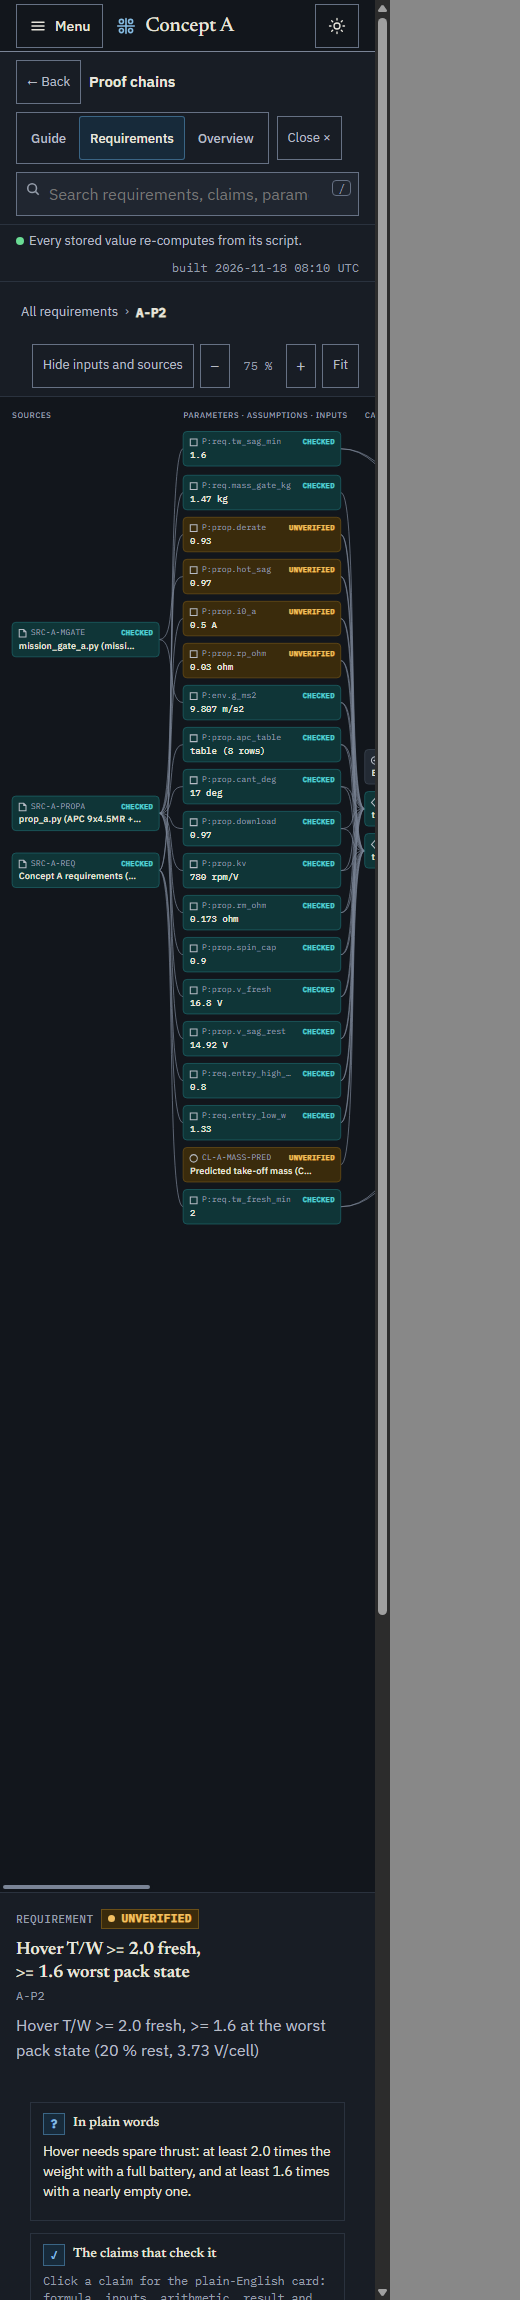 Menu
Concept A
← Back
Proof chains
Guide
Requirements
Overview
Close ×
Search requirements, claims, param
/
Every stored value re-computes from its script.
built 2026-11-18 08:10 UTC
All requirements › A-P2
Hide inputs and sources
−
75 %
+
Fit
SOURCES
PARAMETERS · ASSUMPTIONS · INPUTS
CA
P:req.tw_sag_min CHECKED
1.6
P:req.mass_gate_kg CHECKED
1.47 kg
P:prop.derate UNVERIFIED
0.93
P:prop.hot_sag UNVERIFIED
0.97
P:prop.i0_a UNVERIFIED
0.5 A
SRC-A-MGATE CHECKED
mission_gate_a.py (missi…
P:prop.rp_ohm UNVERIFIED
0.03 ohm
P:env.g_ms2 CHECKED
9.807 m/s2
P:prop.apc_table CHECKED
table (8 rows)
P:prop.cant_deg CHECKED
17 deg
SRC-A-PROPA CHECKED
prop_a.py (APC 9x4.5MR +…
P:prop.download CHECKED
0.97
SRC-A-REQ CHECKED
Concept A requirements (…
P:prop.kv CHECKED
780 rpm/V
P:prop.rm_ohm CHECKED
0.173 ohm
P:prop.spin_cap CHECKED
0.9
P:prop.v_fresh CHECKED
16.8 V
P:prop.v_sag_rest CHECKED
14.92 V
P:req.entry_high_… CHECKED
0.8
P:req.entry_low_w CHECKED
1.33
CL-A-MASS-PRED UNVERIFIED
Predicted take-off mass (C…
P:req.tw_fresh_min CHECKED
2
REQUIREMENT
UNVERIFIED
Hover T/W >= 2.0 fresh,
>= 1.6 worst pack state
A-P2
Hover T/W >= 2.0 fresh, >= 1.6 at the worst
pack state (20 % rest, 3.73 V/cell)
?
In plain words
Hover needs spare thrust: at least 2.0 times the
weight with a full battery, and at least 1.6 times
with a nearly empty one.
✓
The claims that check it
Click a claim for the plain-English card:
formula, inputs, arithmetic, result and